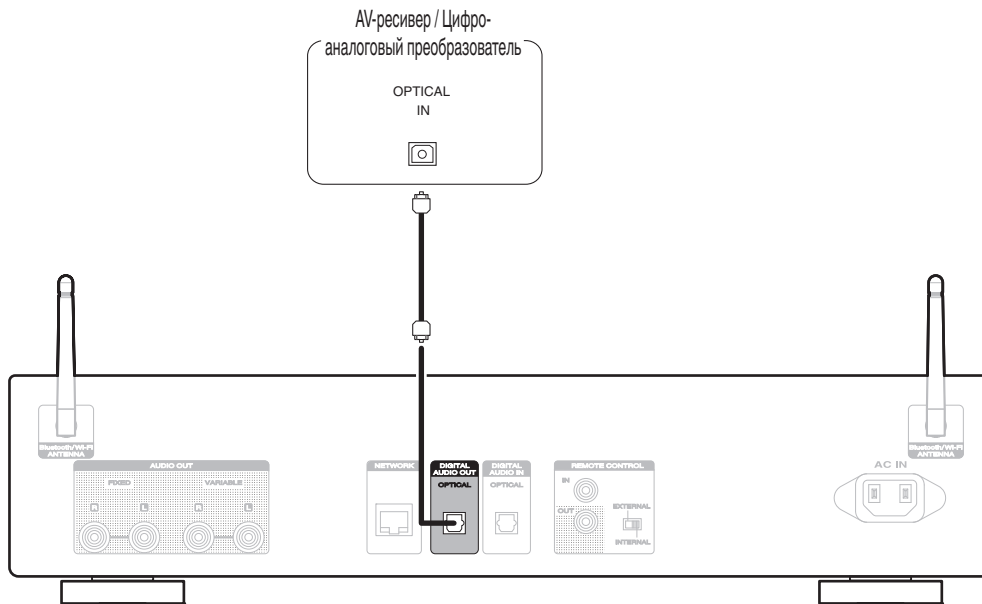 AV-ресивер / Цифро-
аналоговый преобразователь
OPTICAL
IN
Bluetooth/Wi-Fi
ANTENNA
AUDIO OUT
FIXED
VARIABLE
R
L
R
L
NETWORK
DIGITAL
AUDIO OUT
OPTICAL
DIGITAL
AUDIO IN
OPTICAL
REMOTE CONTROL
IN
OUT
EXTERNAL
INTERNAL
AC IN
Bluetooth/Wi-Fi
ANTENNA